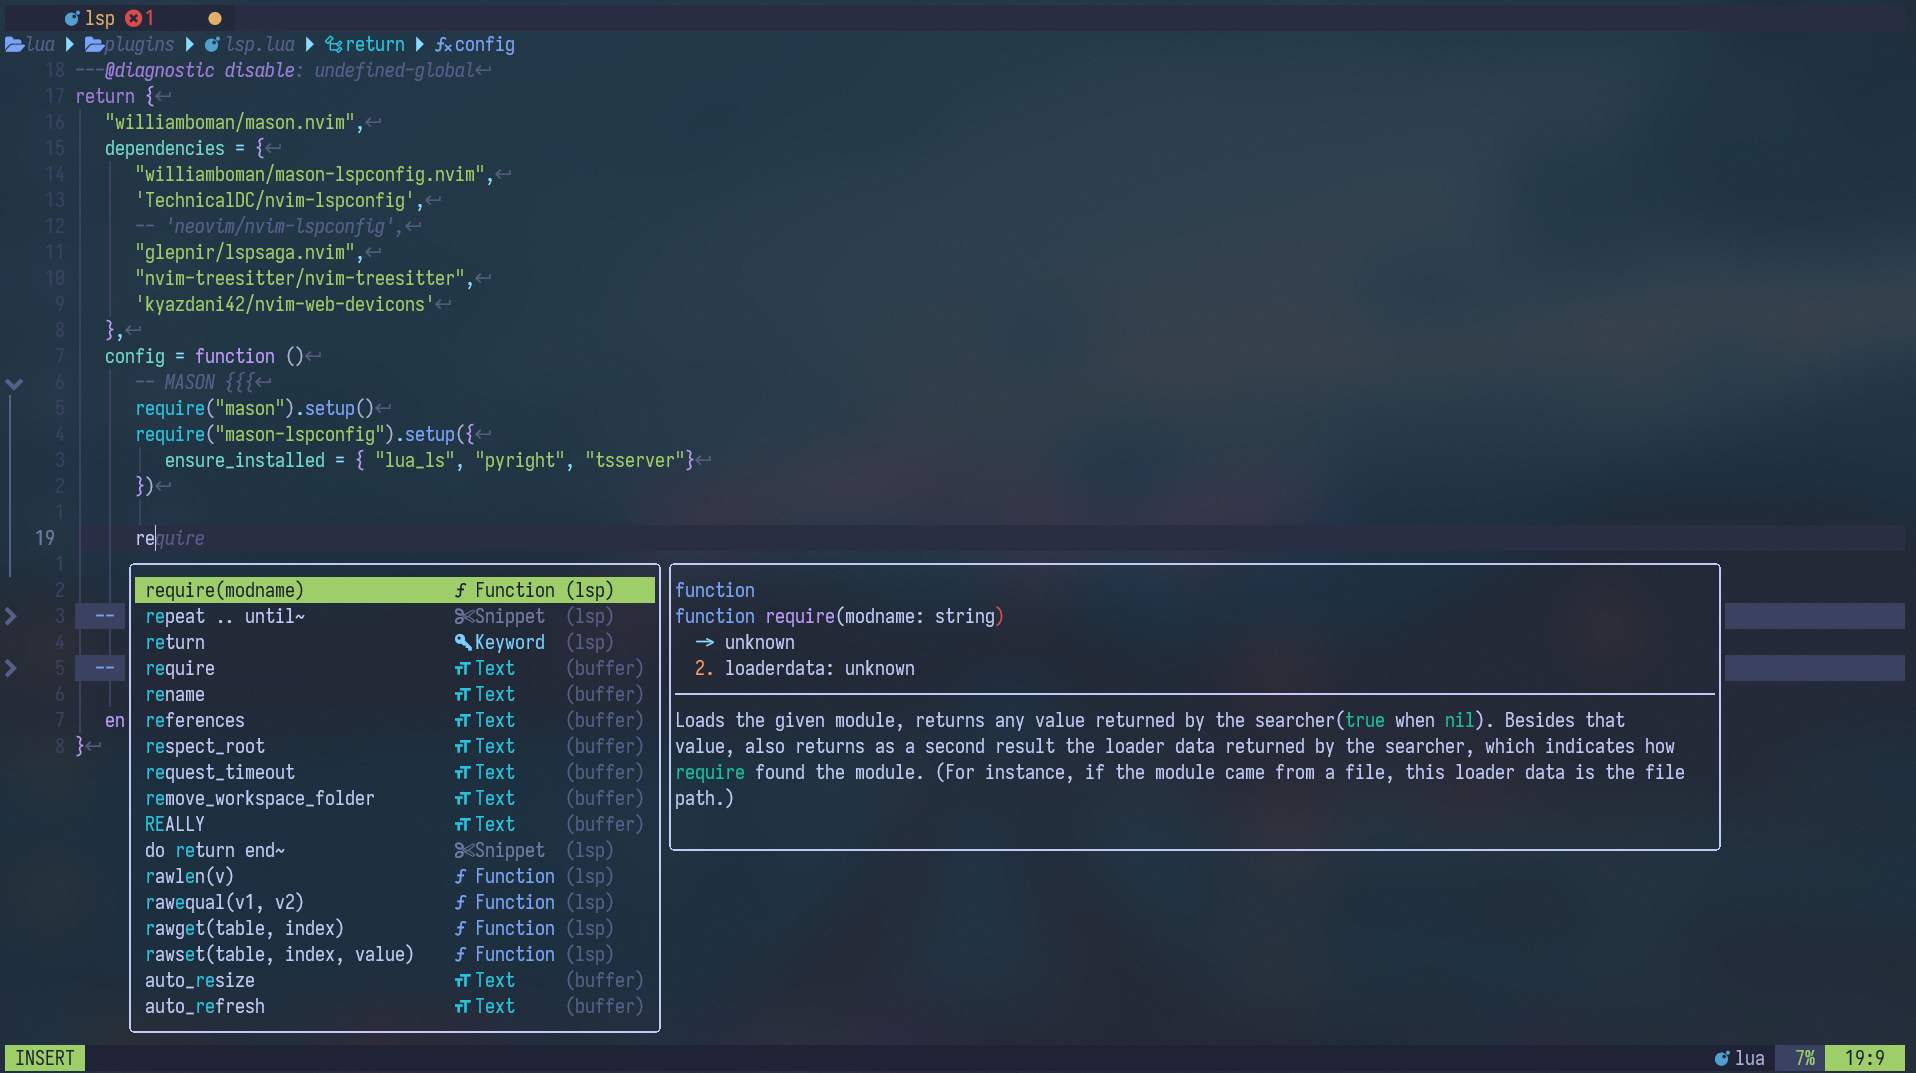 lsp 1
lua plugins lsp.lua return config
18 ---@diagnostic disable: undefined-global
17 return {
16 "williamboman/mason.nvim",
15 dependencies = {
14 "williamboman/mason-lspconfig.nvim",
13 'TechnicalDC/nvim-lspconfig',
12 -- 'neovim/nvim-lspconfig',
11 "glepnir/lspsaga.nvim",
10 "nvim-treesitter/nvim-treesitter",
9 'kyazdani42/nvim-web-devicons'
8 },
7 config = function ()
6 -- MASON {{{
5 require("mason").setup()
4 require("mason-lspconfig").setup({
3 ensure_installed = { "lua_ls", "pyright", "tsserver"}
2 })
1
19 require
1
2 require(modname) Function (lsp) function
3 -- repeat .. until~ Snippet (lsp) function require(modname: string)
4 return Keyword (lsp) → unknown
5 -- require Text (buffer) 2. loaderdata: unknown
6 rename Text (buffer)
7 en references Text (buffer) Loads the given module, returns any value returned by the searcher(true when nil). Besides that
8 } respect_root Text (buffer) value, also returns as a second result the loader data returned by the searcher, which indicates how
request_timeout Text (buffer) require found the module. (For instance, if the module came from a file, this loader data is the file
remove_workspace_folder Text (buffer) path.)
REALLY Text (buffer)
do return end~ Snippet (lsp)
rawlen(v) Function (lsp)
rawequal(v1, v2) Function (lsp)
rawget(table, index) Function (lsp)
rawset(table, index, value) Function (lsp)
auto_resize Text (buffer)
auto_refresh Text (buffer)
INSERT lua 7% 19:9